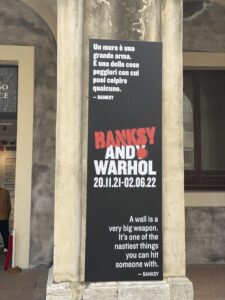 Un muro è una
grande arma.
È una delle cose
peggiori con cui
puoi colpire
qualcuno.
— BANKSY
BANKSY
ANDY
WARHOL
20.11.21-02.06.22
A wall is a
very big weapon.
It's one of the
nastiest things
you can hit
someone with.
— BANKSY